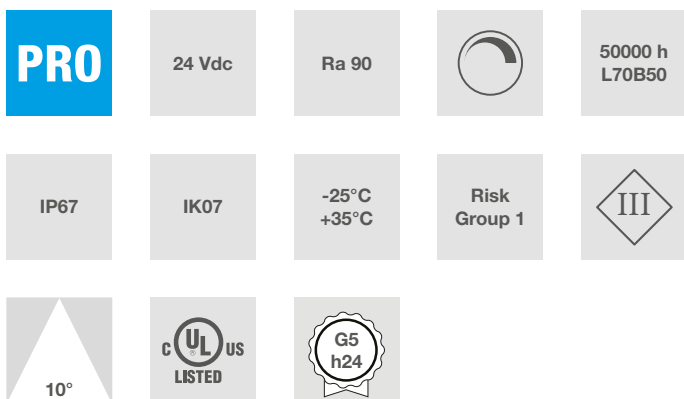 PRO
24 Vdc
Ra 90
50000 h
L70B50
IP67
IK07
-25°C
+35°C
Risk
Group 1
III
10°
C UL US
®
LISTED
G5
h24